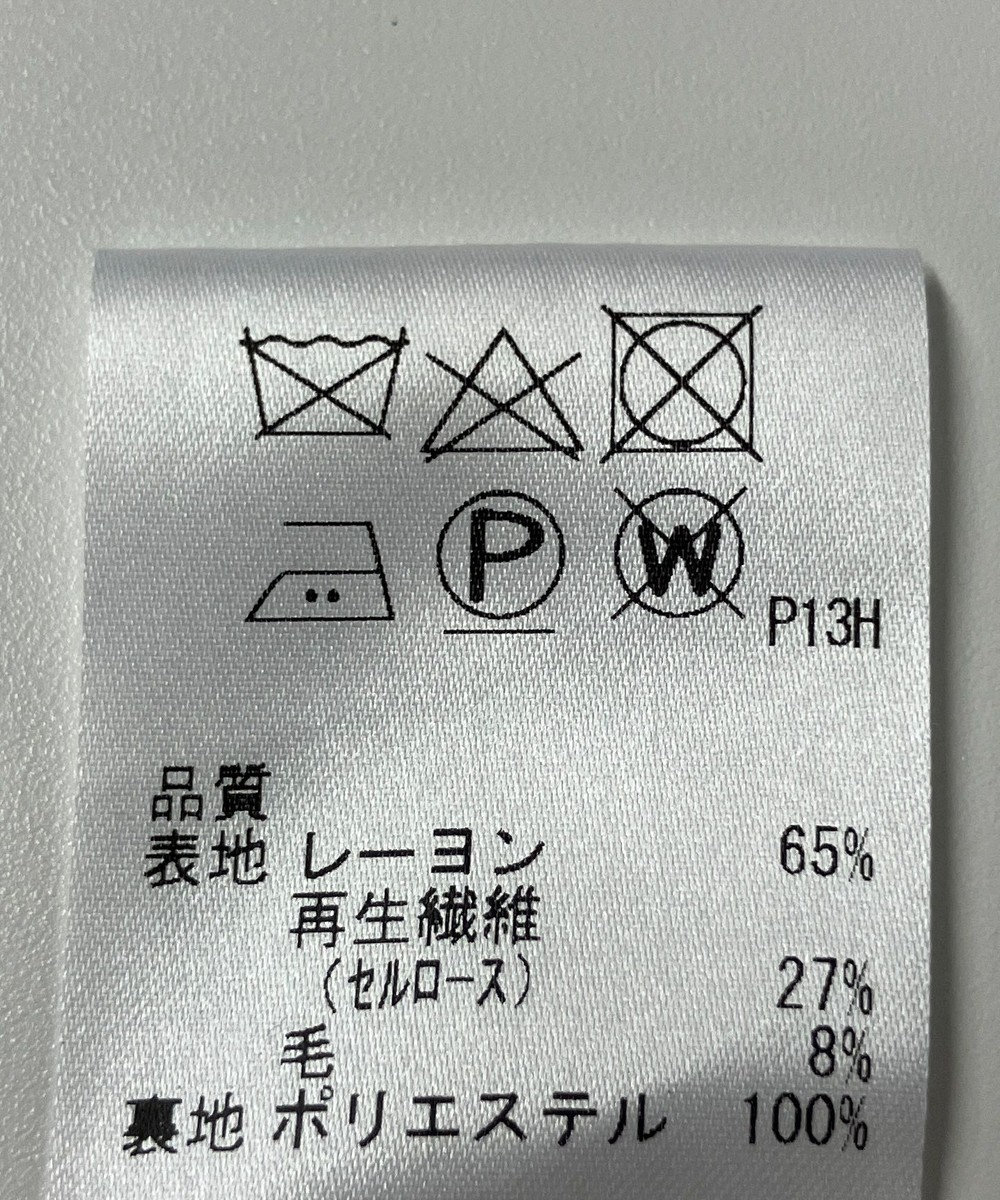 P
W
P13H
品質
表地 レーヨン 65%
再生繊維
(セルロース) 27%
毛 8%
裏地 ポリエステル 100%